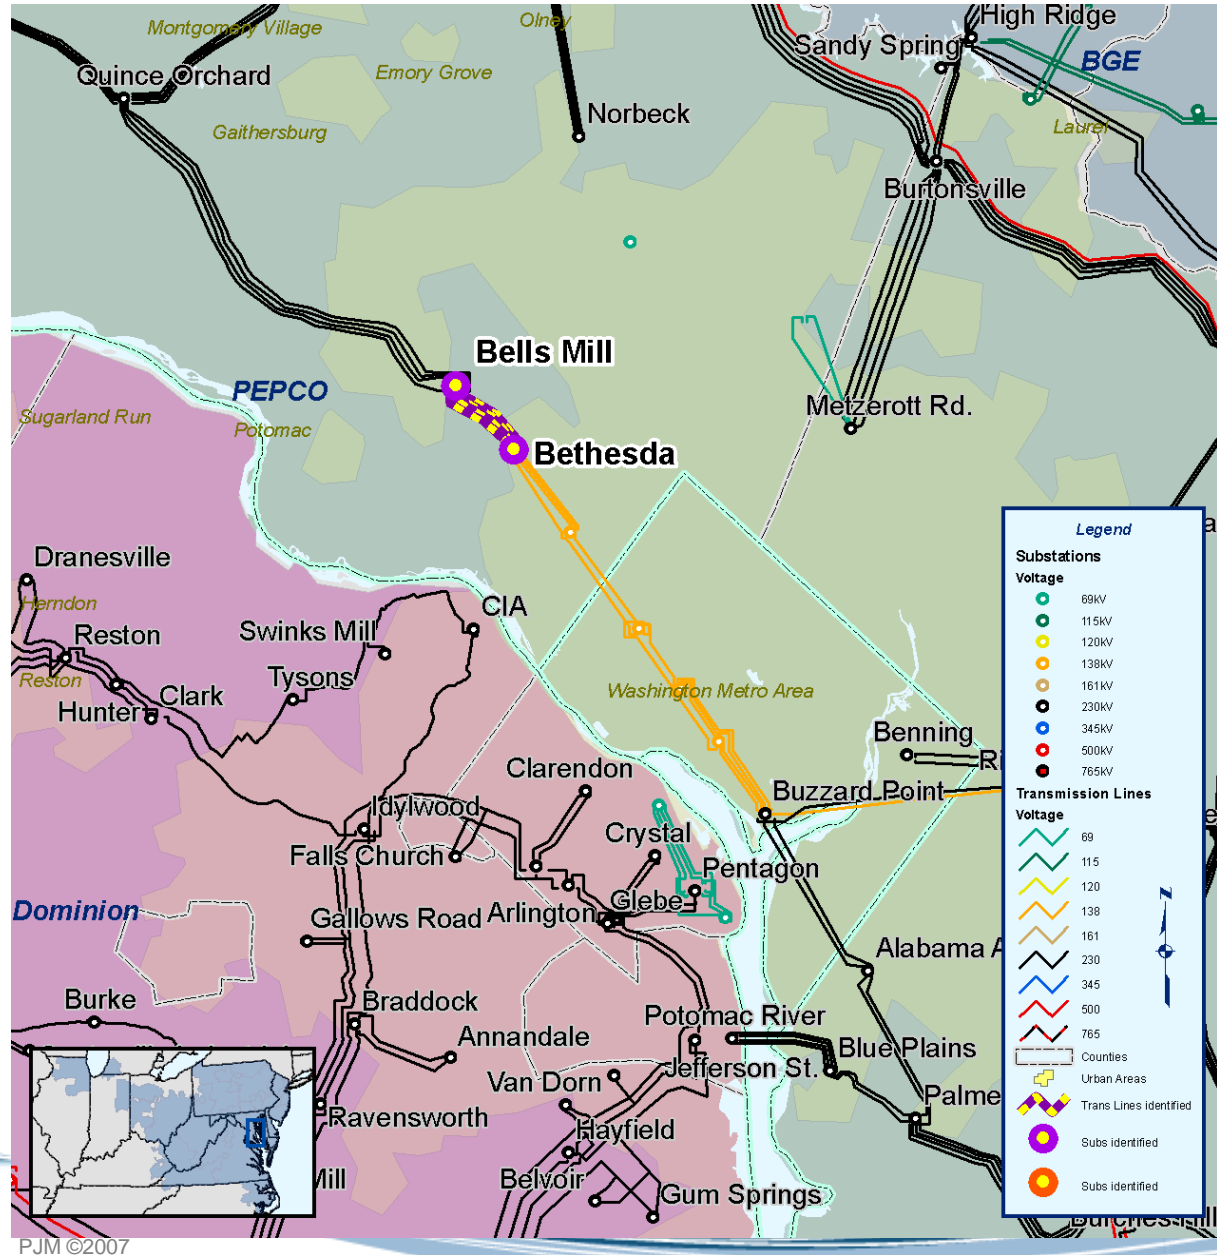 Montgomery Village
Olney
High Ridge
Sandy Spring
BGE
Quince Orchard
Emory Grove
Norbeck
Gaithersburg
Laurel
Burtonsville
Bells Mill
PEPCO
Metzerott Rd.
Sugarland Run
Potomac
Bethesda
Dranesville
Herndon
CIA
Reston
Swinks Mill
Reston
Tysons
Clark
Hunter
Washington Metro Area
Benning
Clarendon
Buzzard Point
Idylwood
Crystal
Falls Church
Pentagon
Glebe
Dominion
Gallows Road
Arlington
Alabama A
Burke
Braddock
Potomac River
Annandale
Blue Plains
Jefferson St.
Van Dorn
Palme
Ravensworth
Hayfield
Mill
Belvoir
Gum Springs
Legend
Substations
Voltage
69kV
115kV
120kV
138kV
161kV
230kV
345kV
500kV
765kV
Transmission Lines
Voltage
69
115
120
138
161
230
345
500
765
Counties
Urban Areas
Trans Lines identified
Subs identified
Subs identified
N
PJM ©2007